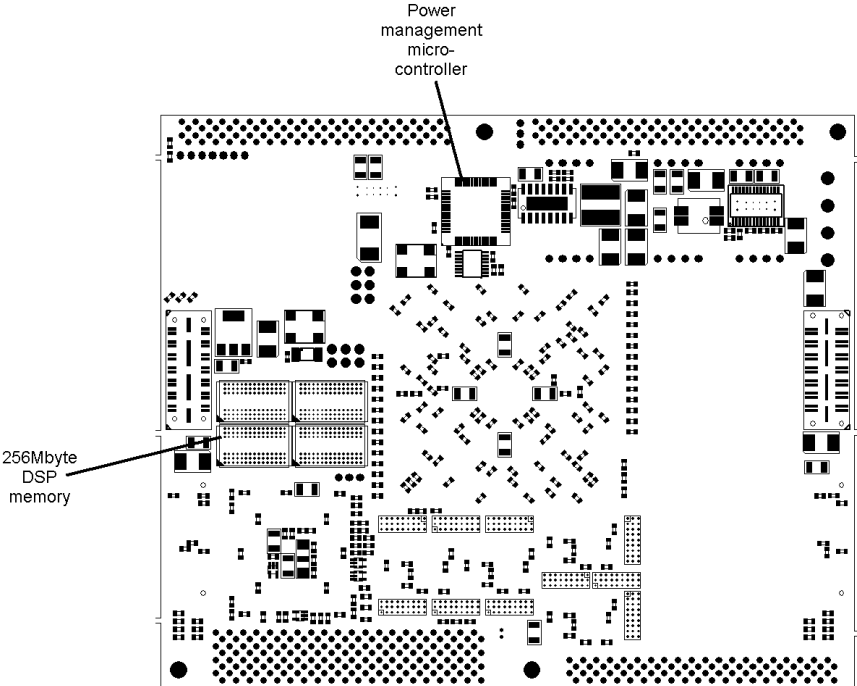 Power
management
micro-
controller
256Mbyte
DSP
memory